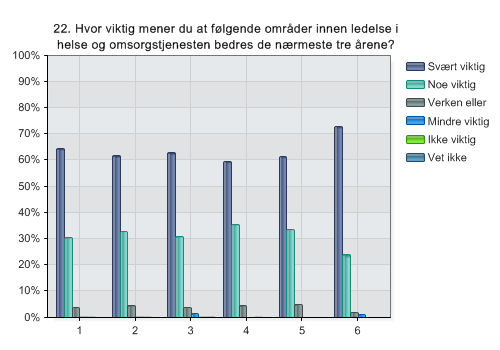 22. Hvor viktig mener du at følgende områder innen ledelse i
helse og omsorgstjenesten bedres de nærmeste tre årene?
100%
90%
80%
70%
60%
50%
40%
30%
20%
10%
0%
1 2 3 4 5 6
Svært viktig
Noe viktig
Verken eller
Mindre viktig
Ikke viktig
Vet ikke